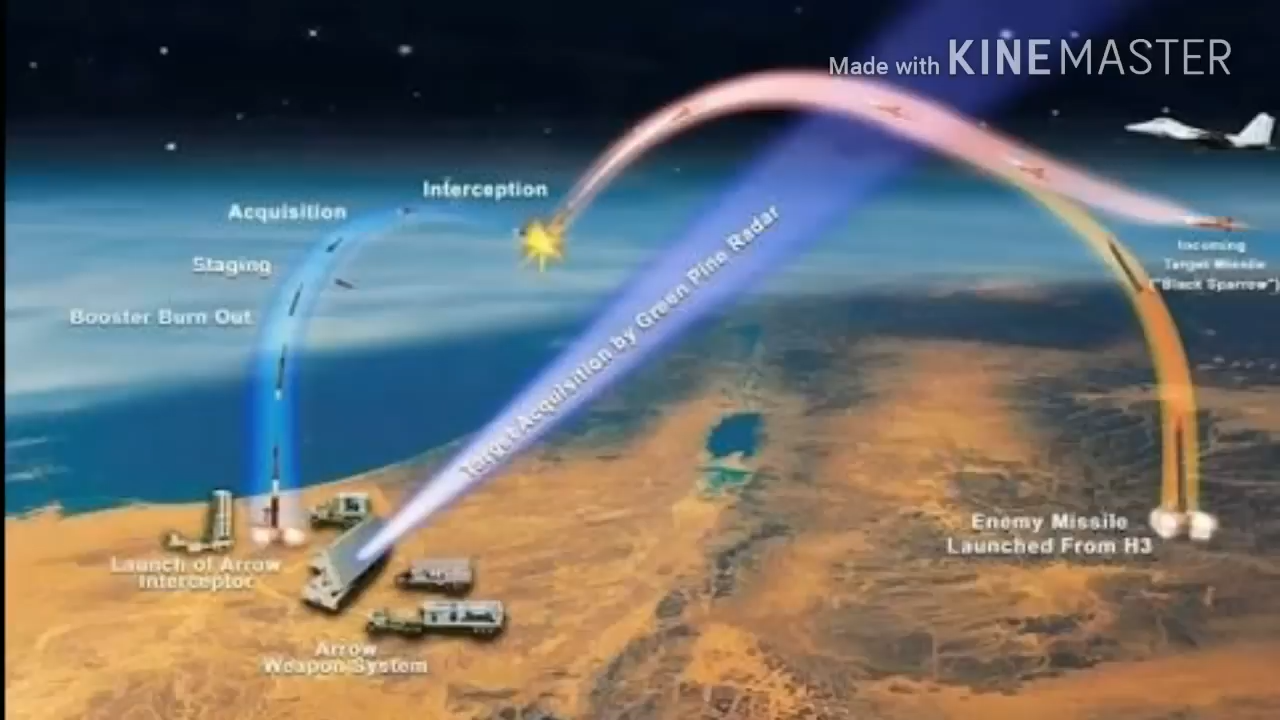 Made with KINEMASTER
Interception
Acquisition
Staging
Booster Burn Out
Target Acquisition by Green Pine Radar
Incoming
Target Missile
("Black Sparrow")
Enemy Missile
Launched From H3
Launch of Arrow
Interceptor
Arrow
Weapon System